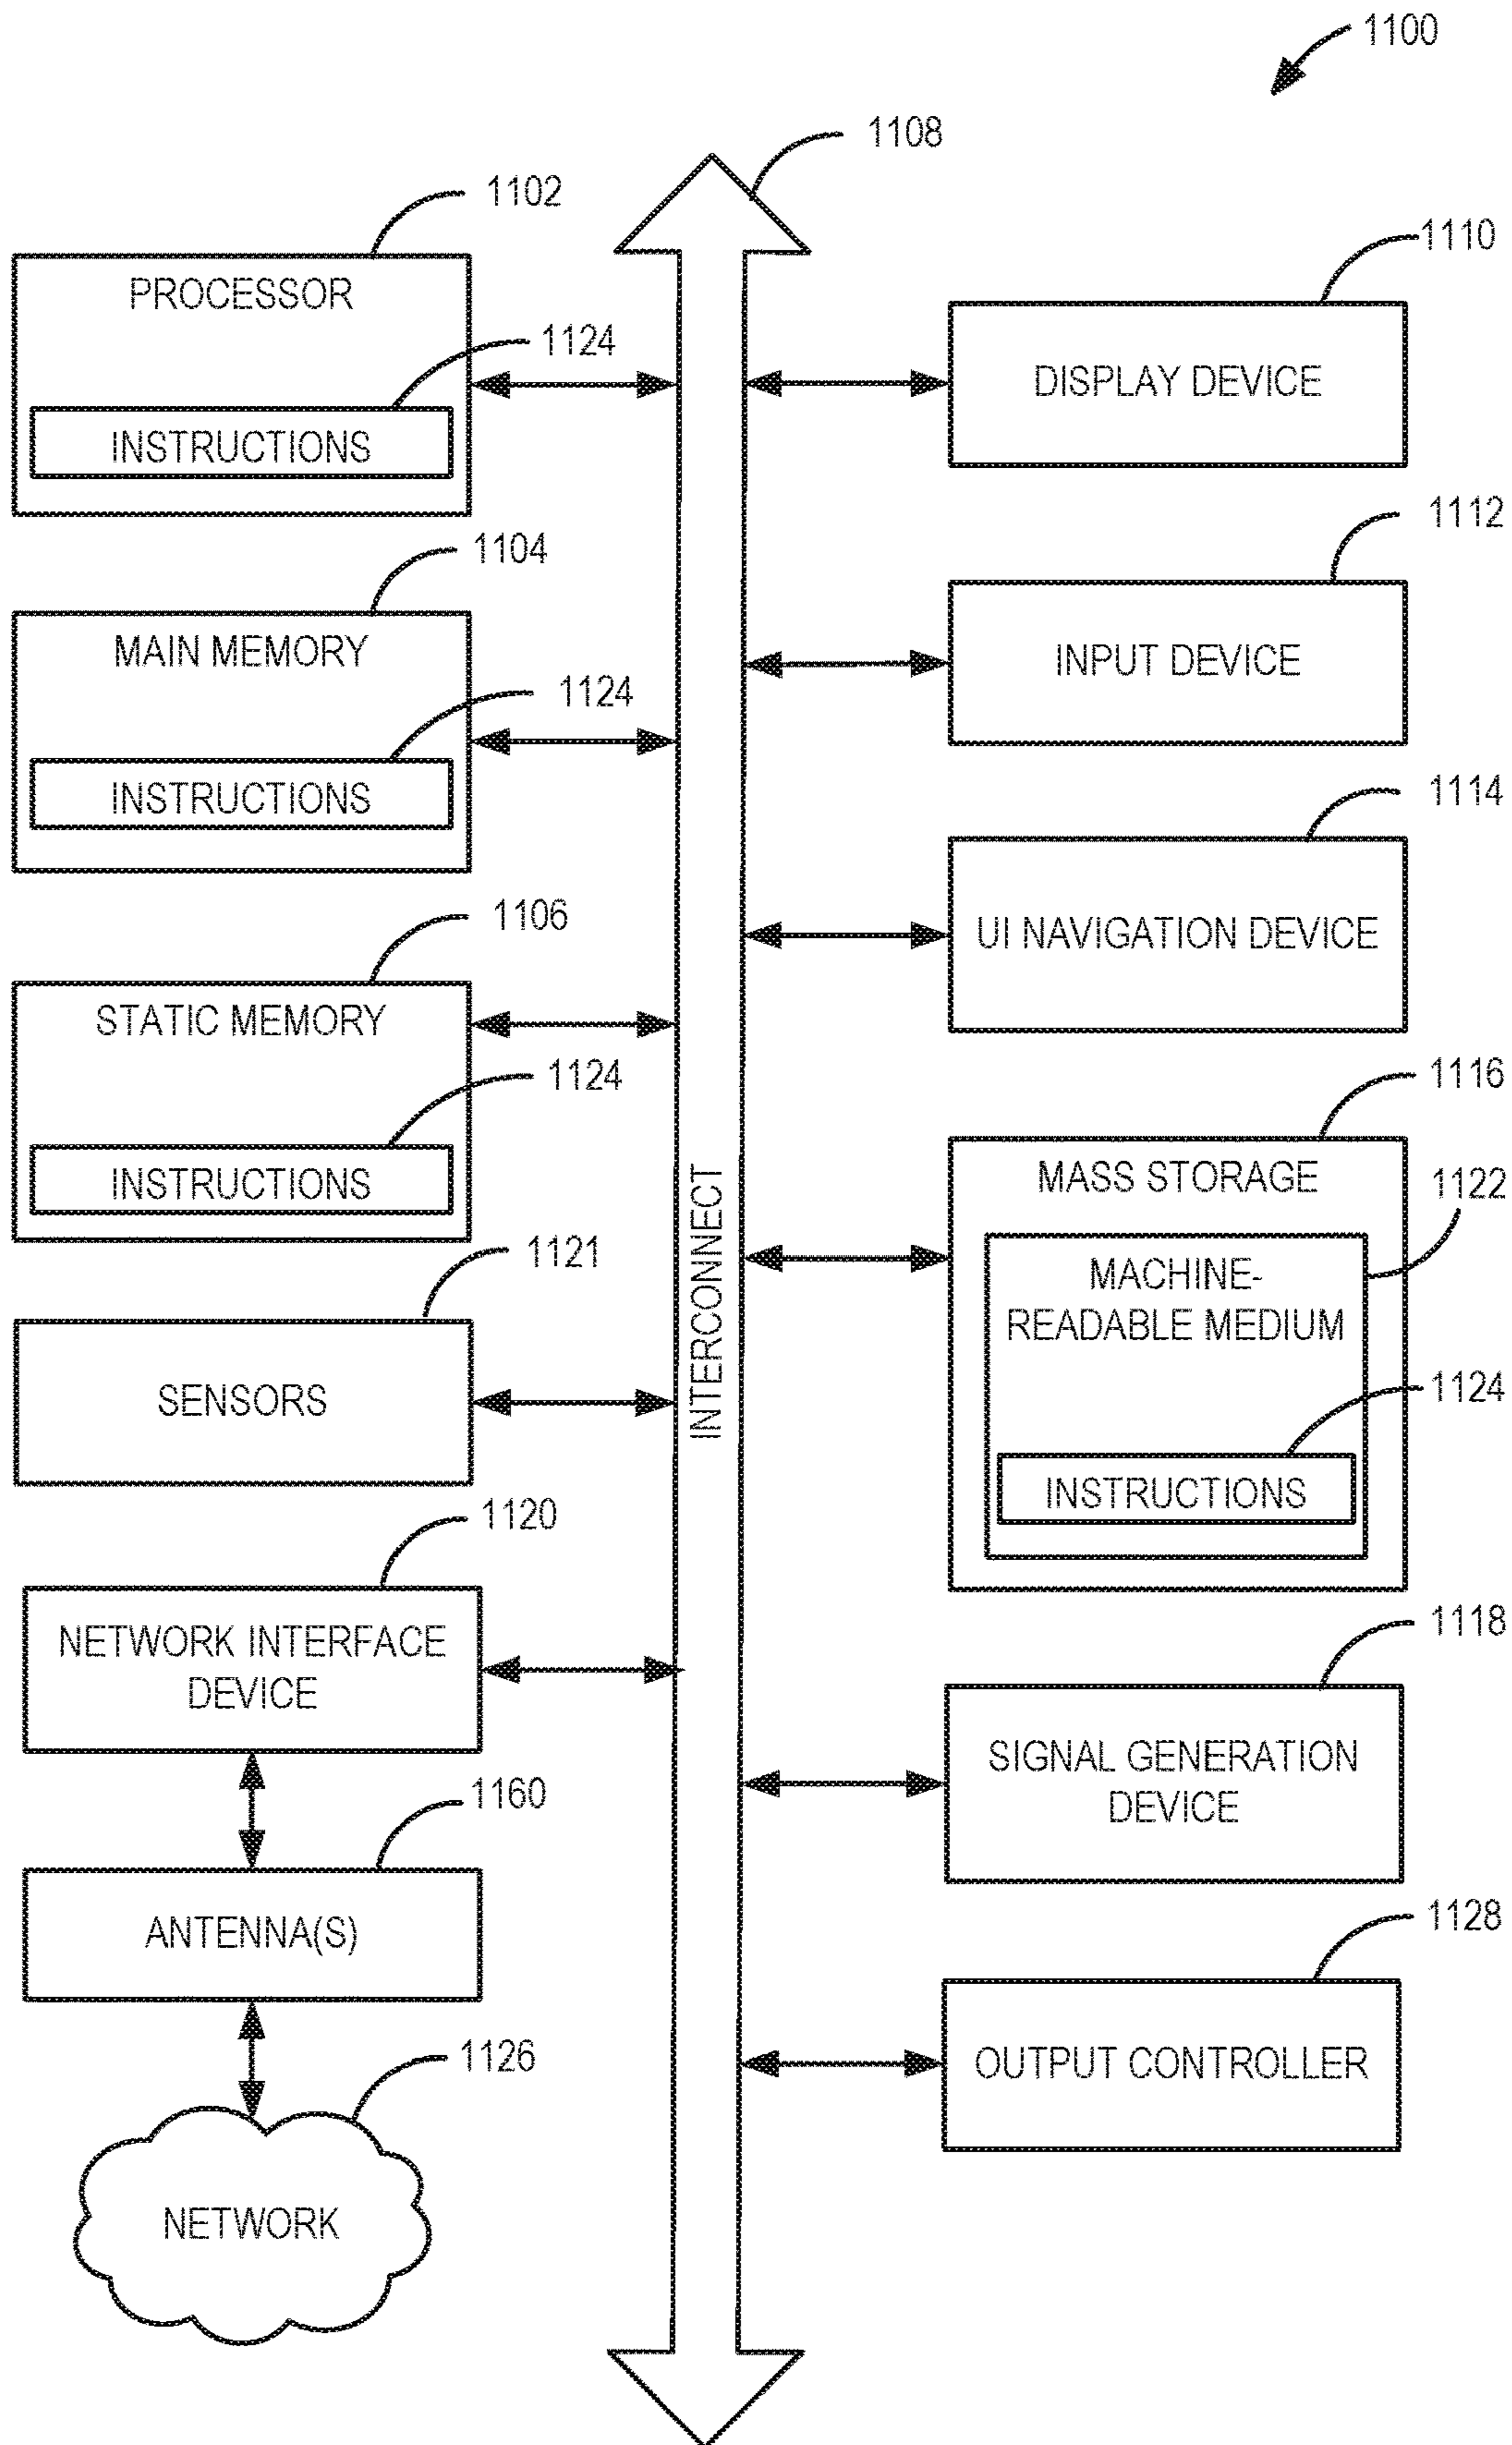 1100
1108
1102
PROCESSOR
1124
INSTRUCTIONS
1104
MAIN MEMORY
1124
INSTRUCTIONS
1106
STATIC MEMORY
1124
INSTRUCTIONS
1121
SENSORS
1120
NETWORK INTERFACE
DEVICE
1160
ANTENNA(S)
1126
NETWORK
INTERCONNECT
1110
DISPLAY DEVICE
1112
INPUT DEVICE
1114
UI NAVIGATION DEVICE
1116
MASS STORAGE
1122
MACHINE-
READABLE MEDIUM
1124
INSTRUCTIONS
1118
SIGNAL GENERATION
DEVICE
1128
OUTPUT CONTROLLER